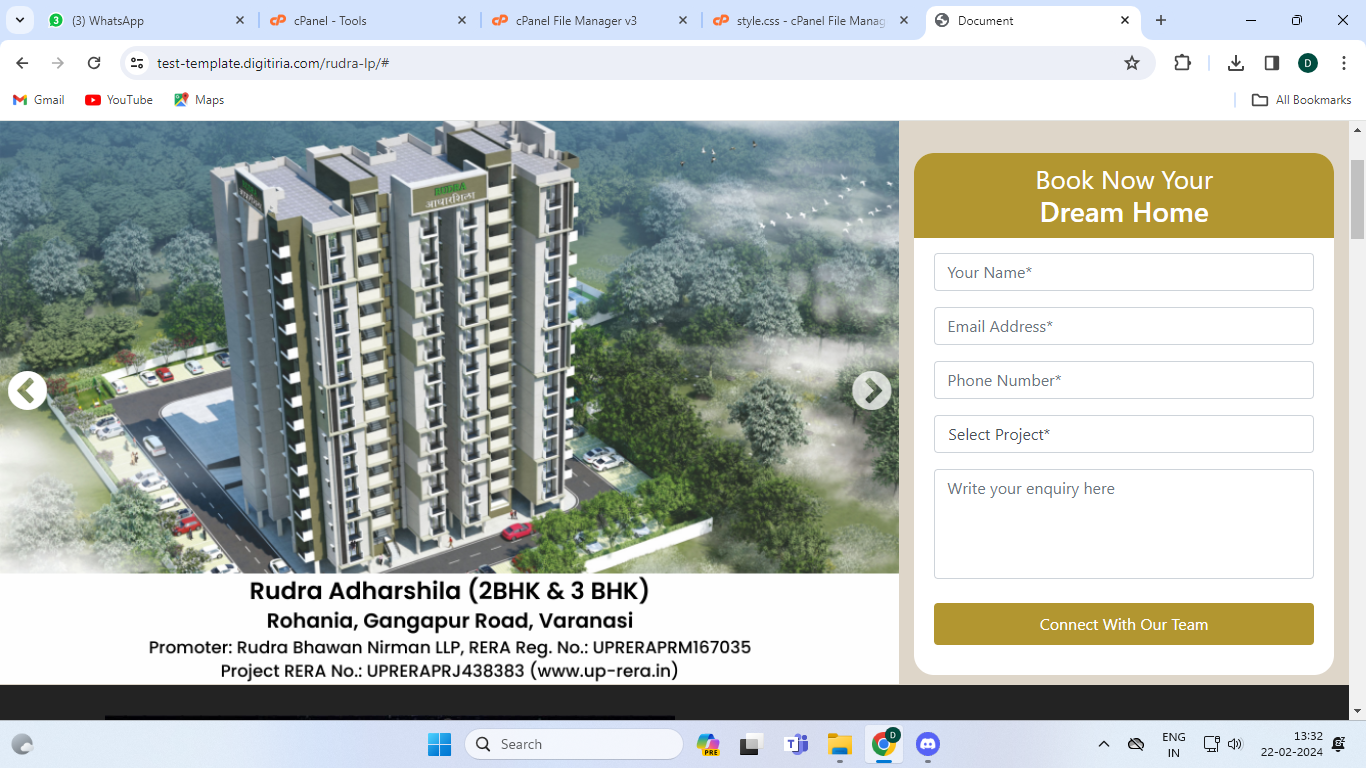 3
(3) WhatsApp
cPanel - Tools
cPanel File Manager v3
style.css - cPanel File Manag
Document
test-template.digitiria.com/rudra-lp/#
D
Gmail
YouTube
Maps
All Bookmarks
RUDRA
आधारशिला
Book Now Your
Dream Home
Your Name*
Email Address*
Phone Number*
Select Project*
Write your enquiry here
Connect With Our Team
Rudra Adharshila (2BHK & 3 BHK)
Rohania, Gangapur Road, Varanasi
Promoter: Rudra Bhawan Nirman LLP, RERA Reg. No.: UPRERAPRM167035
Project RERA No.: UPRERAPRJ438383 (www.up-rera.in)
Search
PRE
D
ENG
IN
13:32
22-02-2024